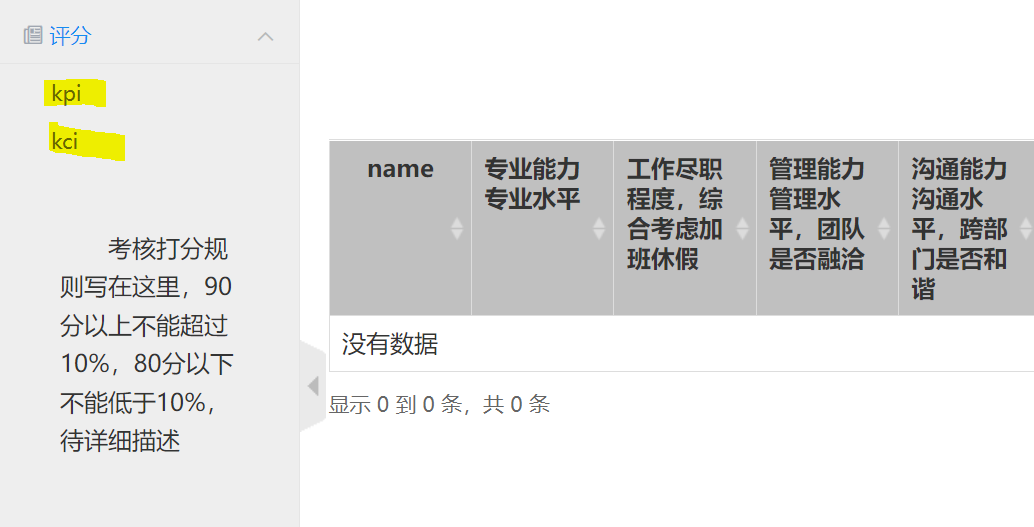 评分
kpi
kci
考核打分规
则写在这里，90
分以上不能超过
10%，80分以下
不能低于10%，
待详细描述
name
专业能力
专业水平
工作尽职
程度，综
合考虑加
班休假
管理能力
管理水
平，团队
是否融洽
沟通能力
沟通水
平，跨部
门是否和
谐
没有数据
显示 0 到 0 条，共 0 条